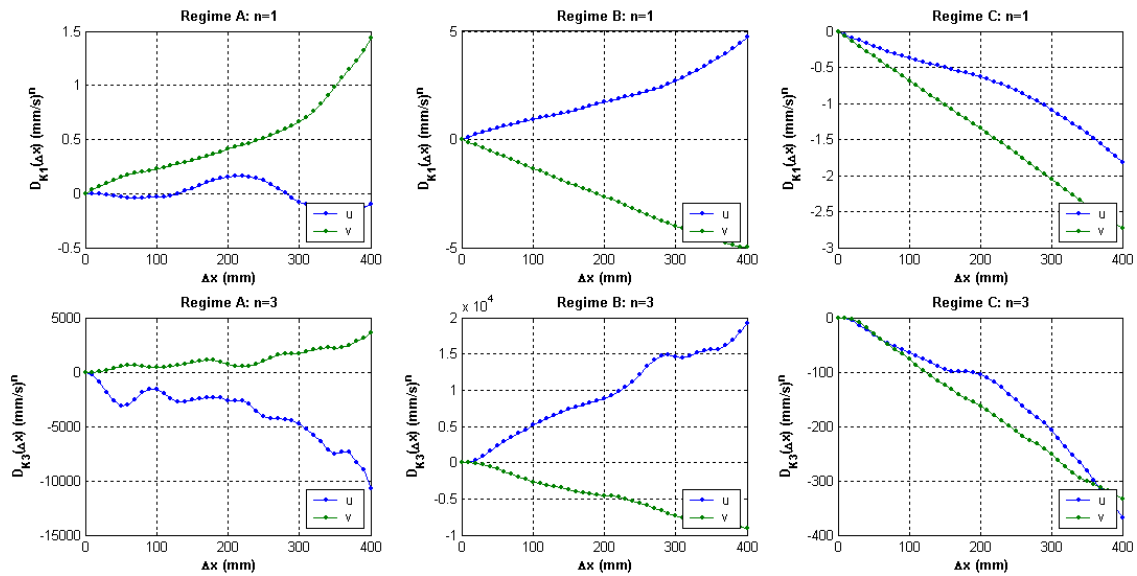 Regime A: n=1
1.5
1
0.5
0
-0.5
0 100 200 300 400
D_K1(Δx) (mm/s)^n
Δx (mm)
u
v
Regime B: n=1
5
0
-5
0 100 200 300 400
D_K1(Δx) (mm/s)^n
Δx (mm)
u
v
Regime C: n=1
0
-0.5
-1
-1.5
-2
-2.5
-3
0 100 200 300 400
D_K1(Δx) (mm/s)^n
Δx (mm)
u
v
Regime A: n=3
5000
0
-5000
-10000
-15000
0 100 200 300 400
D_K3(Δx) (mm/s)^n
Δx (mm)
u
v
Regime B: n=3
x 10^4
2
1.5
1
0.5
0
-0.5
-1
0 100 200 300 400
D_K3(Δx) (mm/s)^n
Δx (mm)
u
v
Regime C: n=3
0
-100
-200
-300
-400
0 100 200 300 400
D_K3(Δx) (mm/s)^n
Δx (mm)
u
v